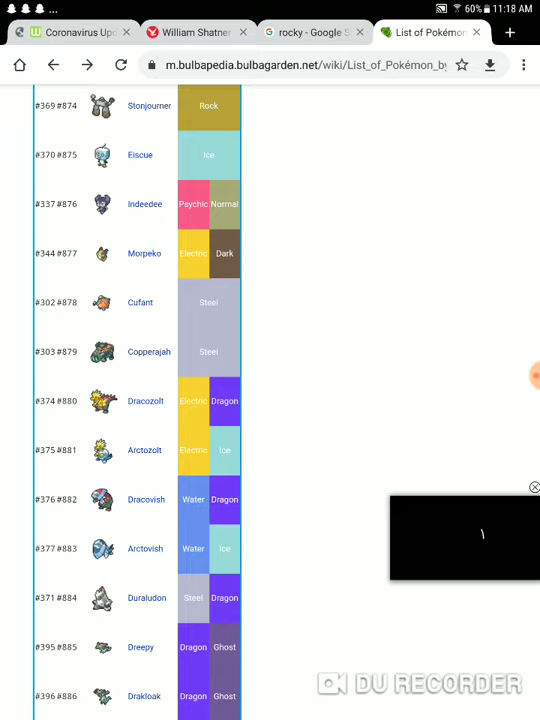 60% 11:18 AM
Coronavirus Up
William Shatner
rocky - Google S
List of Pokémon
m.bulbapedia.bulbagarden.net/wiki/List_of_Pokémon_by
#369 #874 Stonjourner Rock
#370 #875 Eiscue Ice
#337 #876 Indeedee Psychic Normal
#344 #877 Morpeko Electric Dark
#302 #878 Cufant Steel
#303 #879 Copperajah Steel
#374 #880 Dracozolt Electric Dragon
#375 #881 Arctozolt Electric Ice
#376 #882 Dracovish Water Dragon
#377 #883 Arctovish Water Ice
#371 #884 Duraludon Steel Dragon
#395 #885 Dreepy Dragon Ghost
#396 #886 Drakloak Dragon Ghost
DU RECORDER